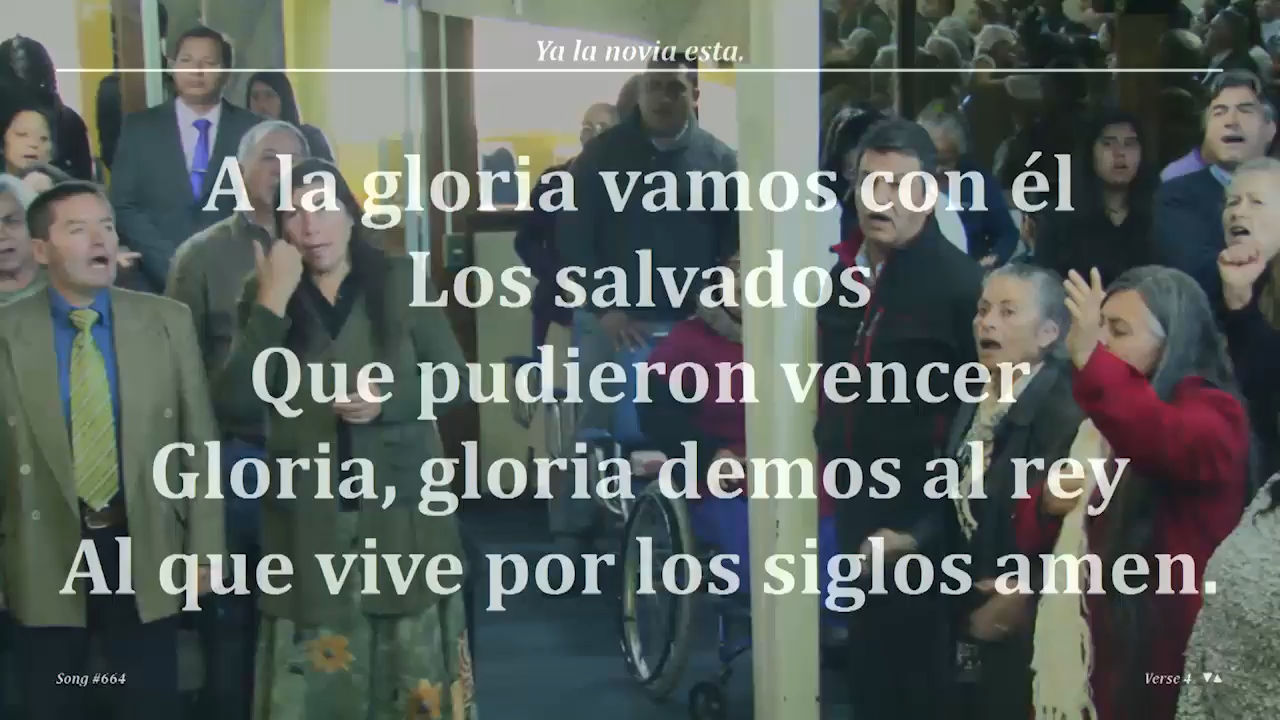 Ya la novia esta.
A la gloria vamos con él
Los salvados
Que pudieron vencer
Gloria, gloria demos al rey
Al que vive por los siglos amen.
Song #664
Verse 4 ▼▲